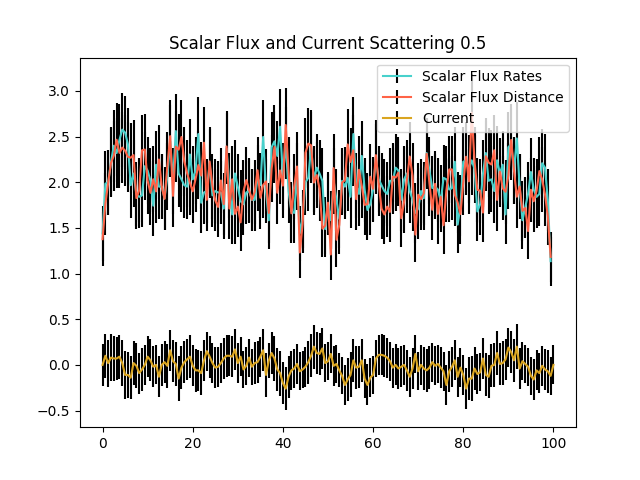 Scalar Flux and Current Scattering 0.5
Scalar Flux Rates
Scalar Flux Distance
Current
3.0
2.5
2.0
1.5
1.0
0.5
0.0
−0.5
0 20 40 60 80 100